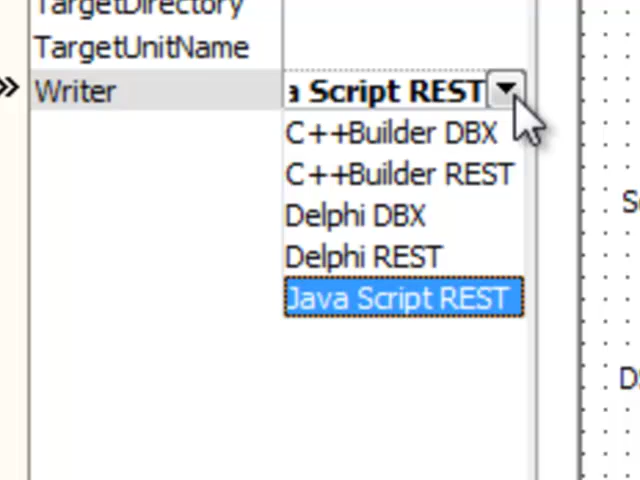 TargetDirectory
TargetUnitName
Writer
a Script REST
C++Builder DBX
C++Builder REST
Delphi DBX
Delphi REST
Java Script REST